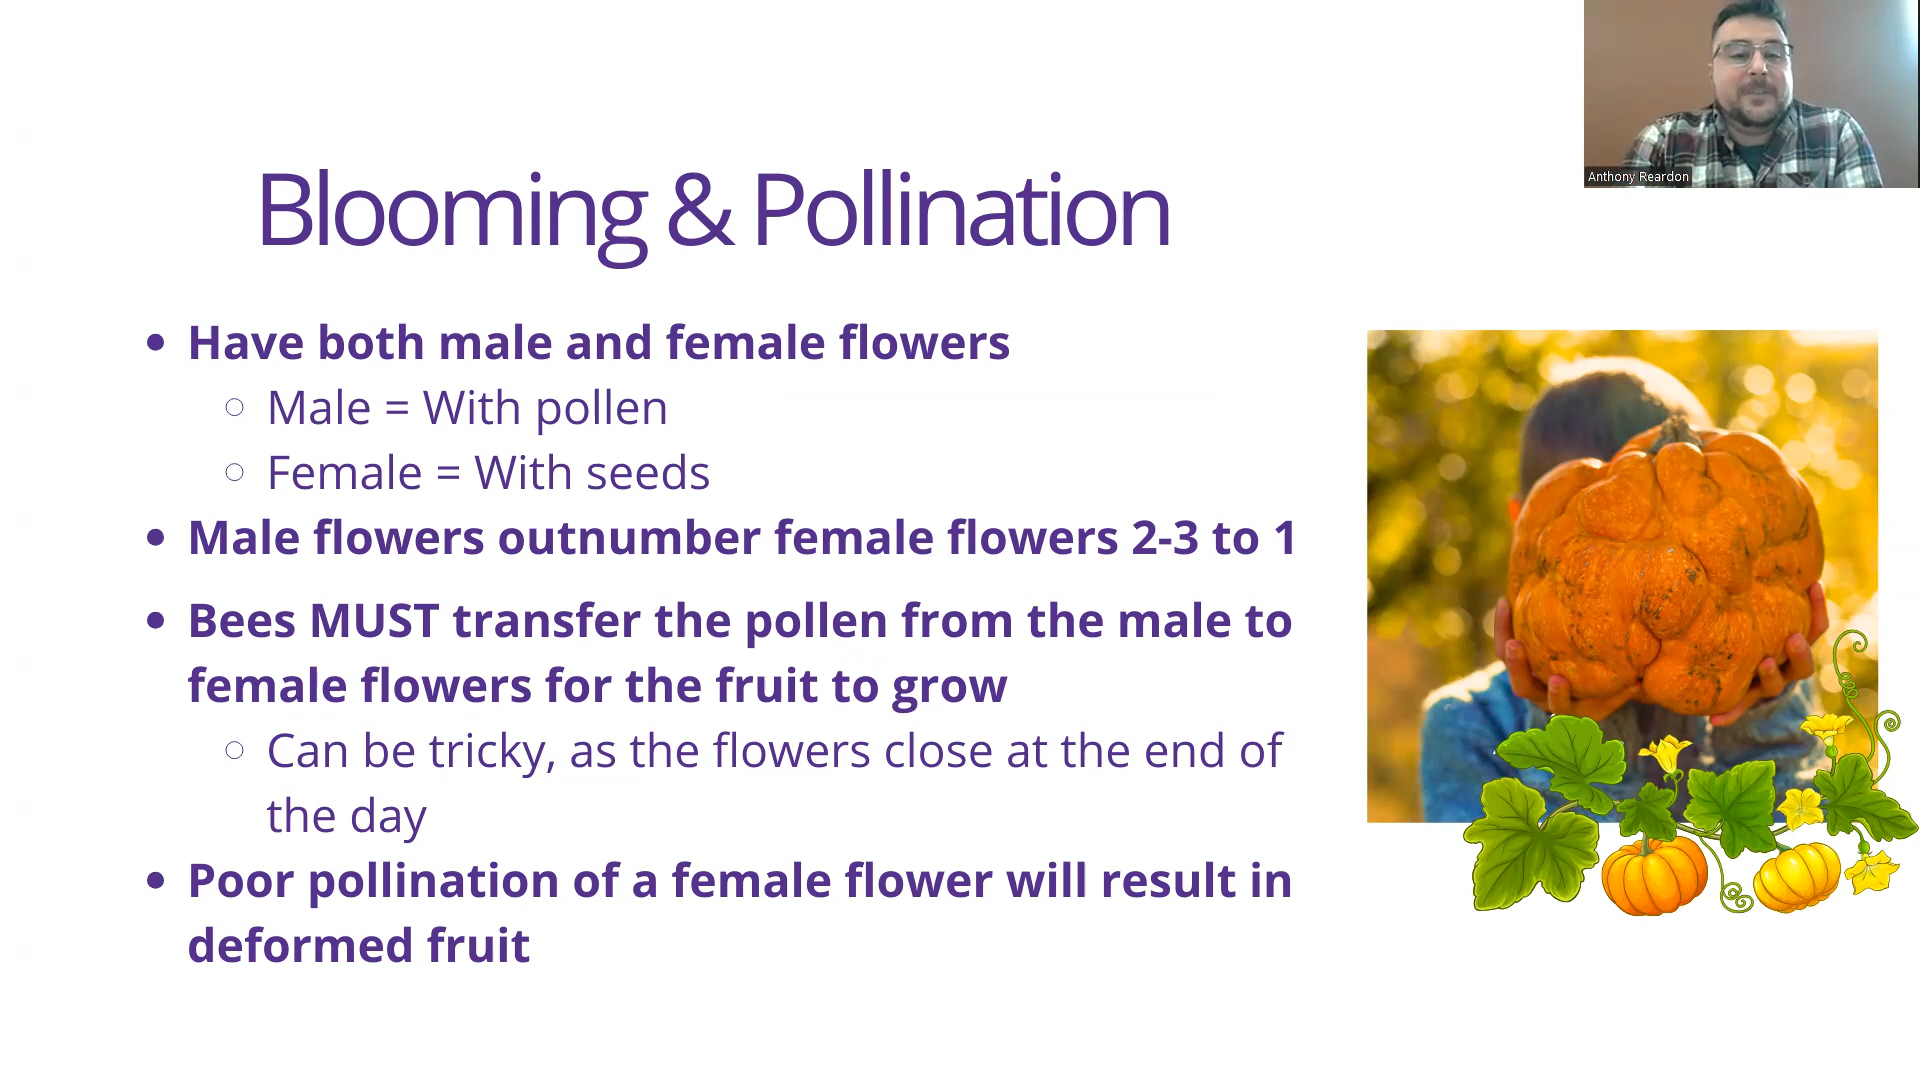 Anthony Reardon
Blooming & Pollination
• Have both male and female flowers
○ Male = With pollen
○ Female = With seeds
• Male flowers outnumber female flowers 2-3 to 1
• Bees MUST transfer the pollen from the male to
female flowers for the fruit to grow
○ Can be tricky, as the flowers close at the end of
the day
• Poor pollination of a female flower will result in
deformed fruit